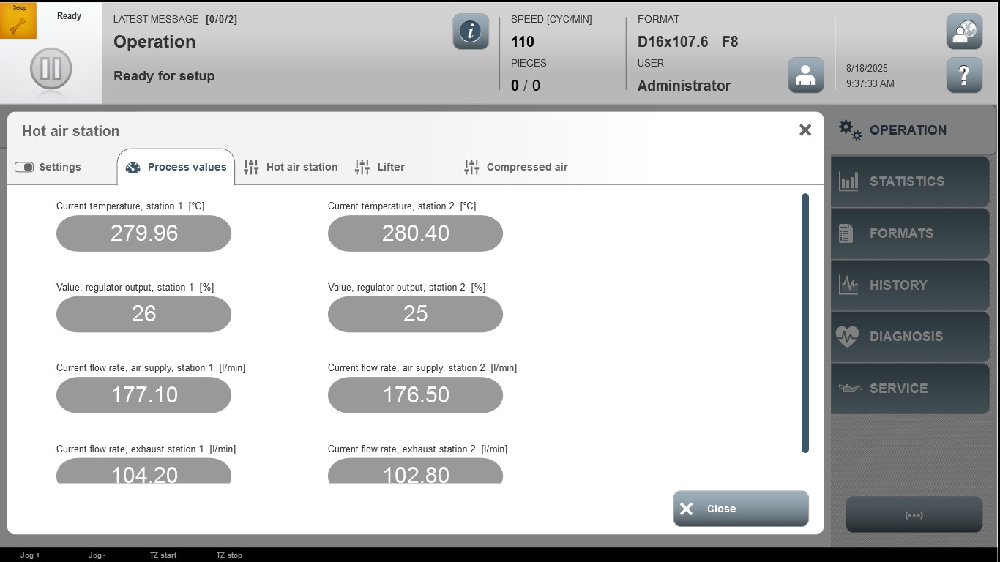 Setup
Ready
LATEST MESSAGE [0/0/2]
Operation
Ready for setup
SPEED [CYC/MIN]
110
PIECES
0 / 0
FORMAT
D16x107.6 F8
USER
Administrator
8/18/2025
9:37:33 AM
Hot air station
Settings
Process values
Hot air station
Lifter
Compressed air
Current temperature, station 1 [°C]
279.96
Current temperature, station 2 [°C]
280.40
Value, regulator output, station 1 [%]
26
Value, regulator output, station 2 [%]
25
Current flow rate, air supply, station 1 [l/min]
177.10
Current flow rate, air supply, station 2 [l/min]
176.50
Current flow rate, exhaust station 1 [l/min]
104.20
Current flow rate, exhaust station 2 [l/min]
102.80
Close
OPERATION
STATISTICS
FORMATS
HISTORY
DIAGNOSIS
SERVICE
(•••)
Jog +
Jog -
TZ start
TZ stop